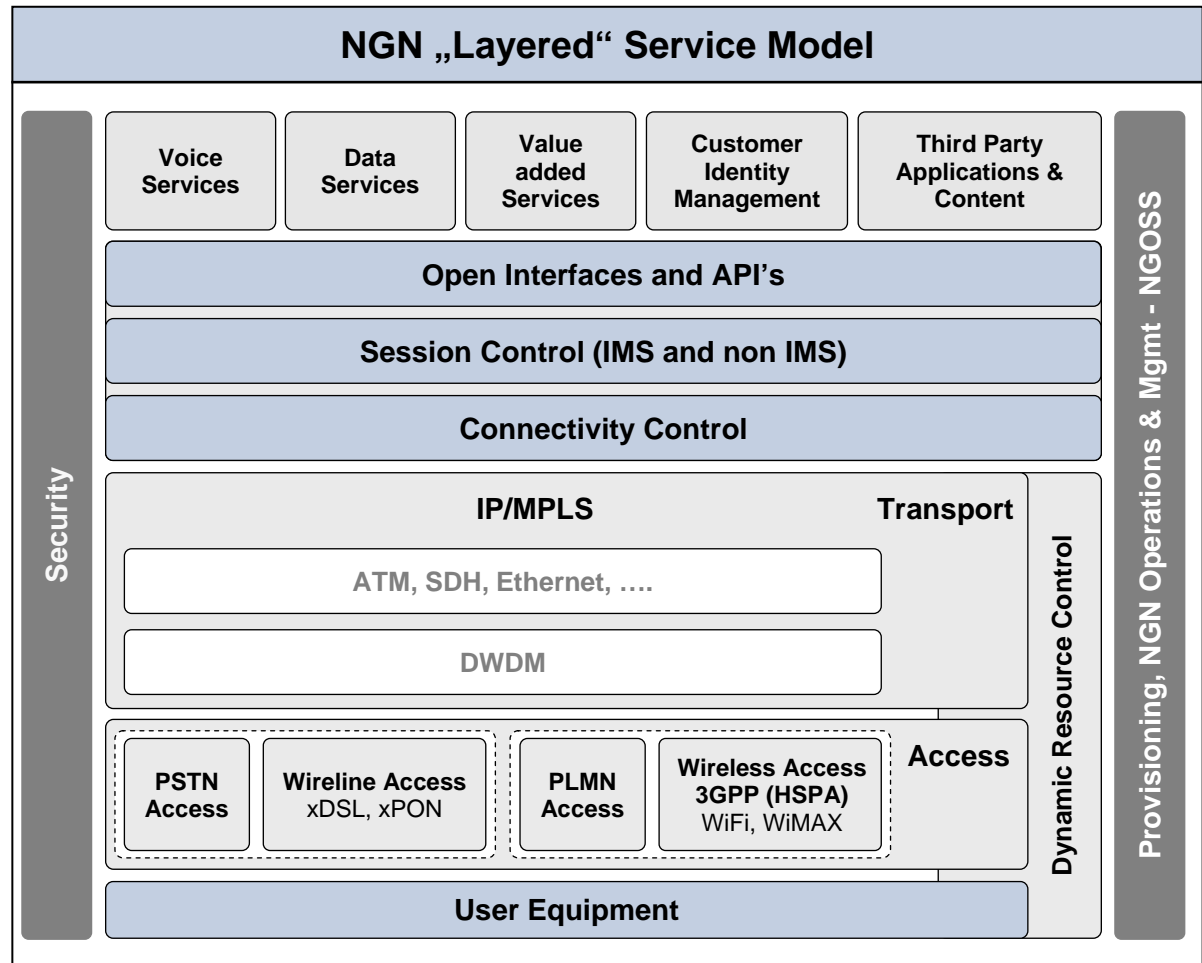 NGN „Layered“ Service Model
Security
Voice
Services
Data
Services
Value
added
Services
Customer
Identity
Management
Third Party
Applications &
Content
Open Interfaces and API's
Session Control (IMS and non IMS)
Connectivity Control
IP/MPLS
Transport
ATM, SDH, Ethernet, ….
DWDM
PSTN
Access
Wireline Access
xDSL, xPON
PLMN
Access
Wireless Access
3GPP (HSPA)
WiFi, WiMAX
Access
User Equipment
Dynamic Resource Control
Provisioning, NGN Operations & Mgmt - NGOSS